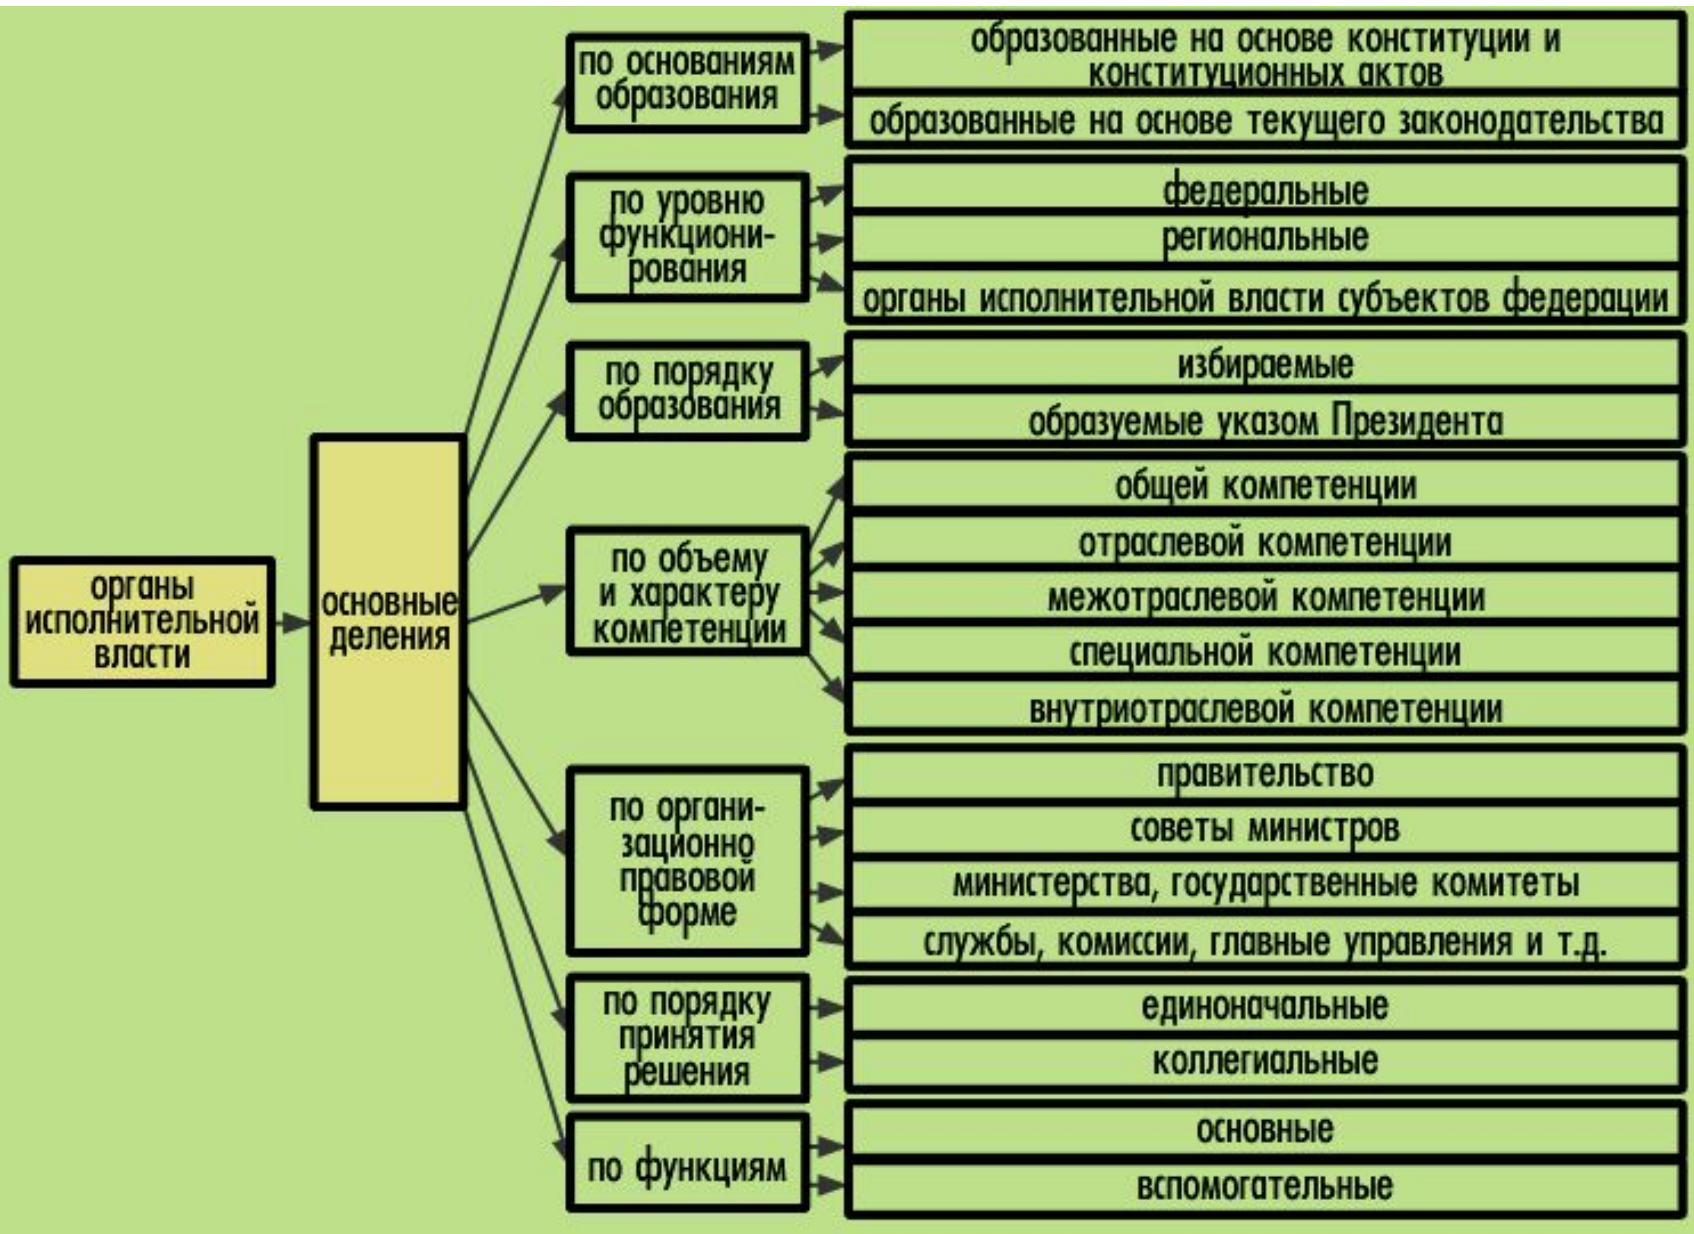 органы
исполнительной
власти
основные
деления
по основаниям
образования
образованные на основе конституции и
конституционных актов
образованные на основе текущего законодательства
по уровню
функциони-
рования
федеральные
региональные
органы исполнительной власти субъектов федерации
по порядку
образования
избираемые
образуемые указом Президента
по объему
и характеру
компетенции
общей компетенции
отраслевой компетенции
межотраслевой компетенции
специальной компетенции
внутриотраслевой компетенции
по органи-
зационно
правовой
форме
правительство
советы министров
министерства, государственные комитеты
службы, комиссии, главные управления и т.д.
по порядку
принятия
решения
единоначальные
коллегиальные
по функциям
основные
вспомогательные